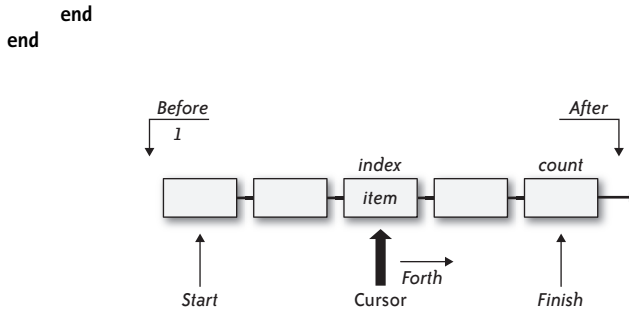 end
end
Before
After
1
index
count
item
Forth
Start
Cursor
Finish